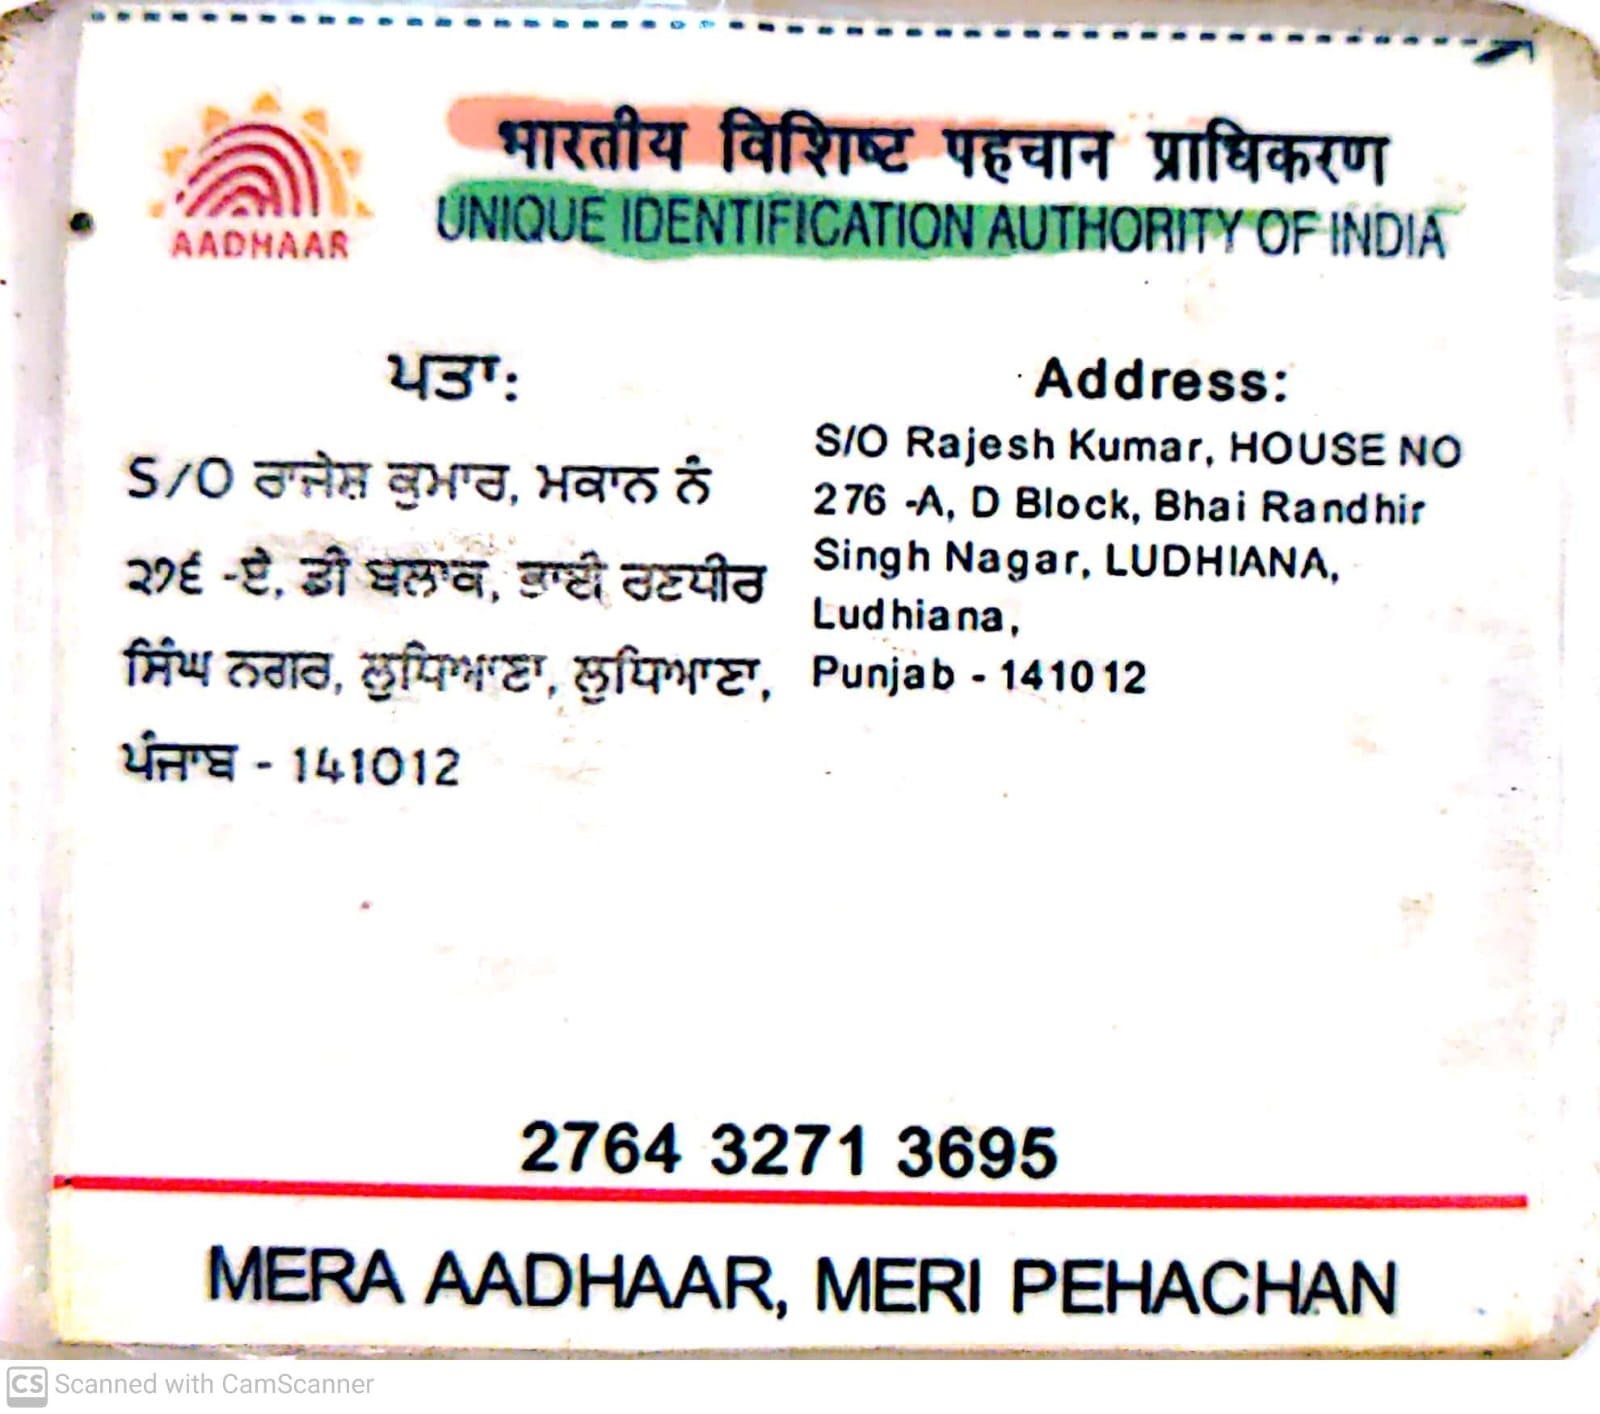 भारतीय विशिष्ट पहचान प्राधिकरण
UNIQUE IDENTIFICATION AUTHORITY OF INDIA
AADHAAR
ਪਤਾ:
S/O ਰਾਜੇਸ਼ ਕੁਮਾਰ, ਮਕਾਨ ਨੰ
੨੭੬ -ਏ, ਡੀ ਬਲਾਕ, ਭਾਈ ਰਣਧੀਰ
ਸਿੰਘ ਨਗਰ, ਲੁਧਿਆਣਾ, ਲੁਧਿਆਣਾ,
ਪੰਜਾਬ - 141012
Address:
S/O Rajesh Kumar, HOUSE NO
276 -A, D Block, Bhai Randhir
Singh Nagar, LUDHIANA,
Ludhiana,
Punjab - 141012
2764 3271 3695
MERA AADHAAR, MERI PEHACHAN
CS Scanned with CamScanner